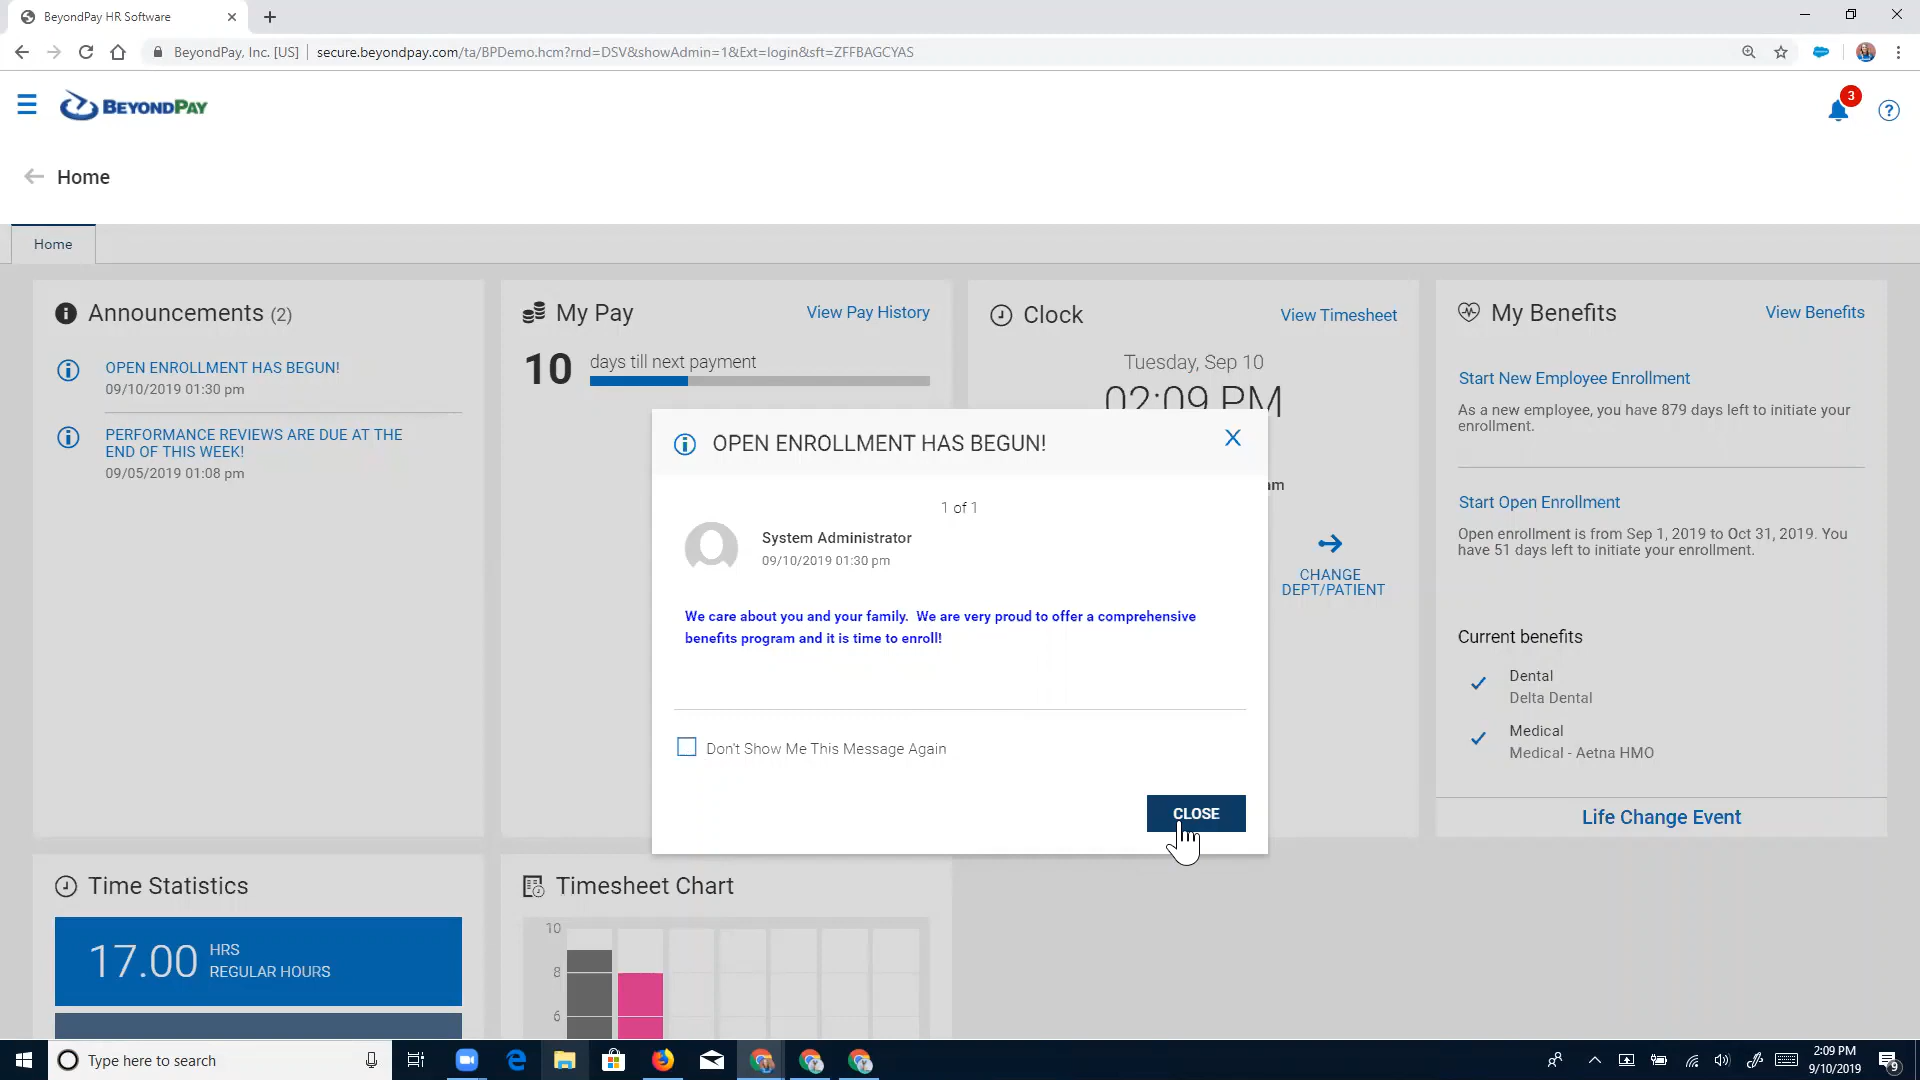 BeyondPay HR Software
BeyondPay, Inc. [US]
secure.beyondpay.com/ta/BPDemo.hcm?rnd=DSV&showAdmin=1&Ext=login&sft=ZFFBAGCYAS
BEYONDPAY
3
?
Home
Home
Announcements (2)
OPEN ENROLLMENT HAS BEGUN!
09/10/2019 01:30 pm
PERFORMANCE REVIEWS ARE DUE AT THE
END OF THIS WEEK!
09/05/2019 01:08 pm
My Pay
View Pay History
10 days till next payment
Clock
View Timesheet
Tuesday, Sep 10
02:09 PM
am
CHANGE
DEPT/PATIENT
My Benefits
View Benefits
Start New Employee Enrollment
As a new employee, you have 879 days left to initiate your
enrollment.
Start Open Enrollment
Open enrollment is from Sep 1, 2019 to Oct 31, 2019. You
have 51 days left to initiate your enrollment.
Current benefits
Dental
Delta Dental
Medical
Medical - Aetna HMO
Life Change Event
OPEN ENROLLMENT HAS BEGUN!
X
1 of 1
System Administrator
09/10/2019 01:30 pm
We care about you and your family. We are very proud to offer a comprehensive
benefits program and it is time to enroll!
Don't Show Me This Message Again
CLOSE
Time Statistics
17.00 HRS
REGULAR HOURS
Timesheet Chart
10
8
6
Type here to search
2:09 PM
9/10/2019
9